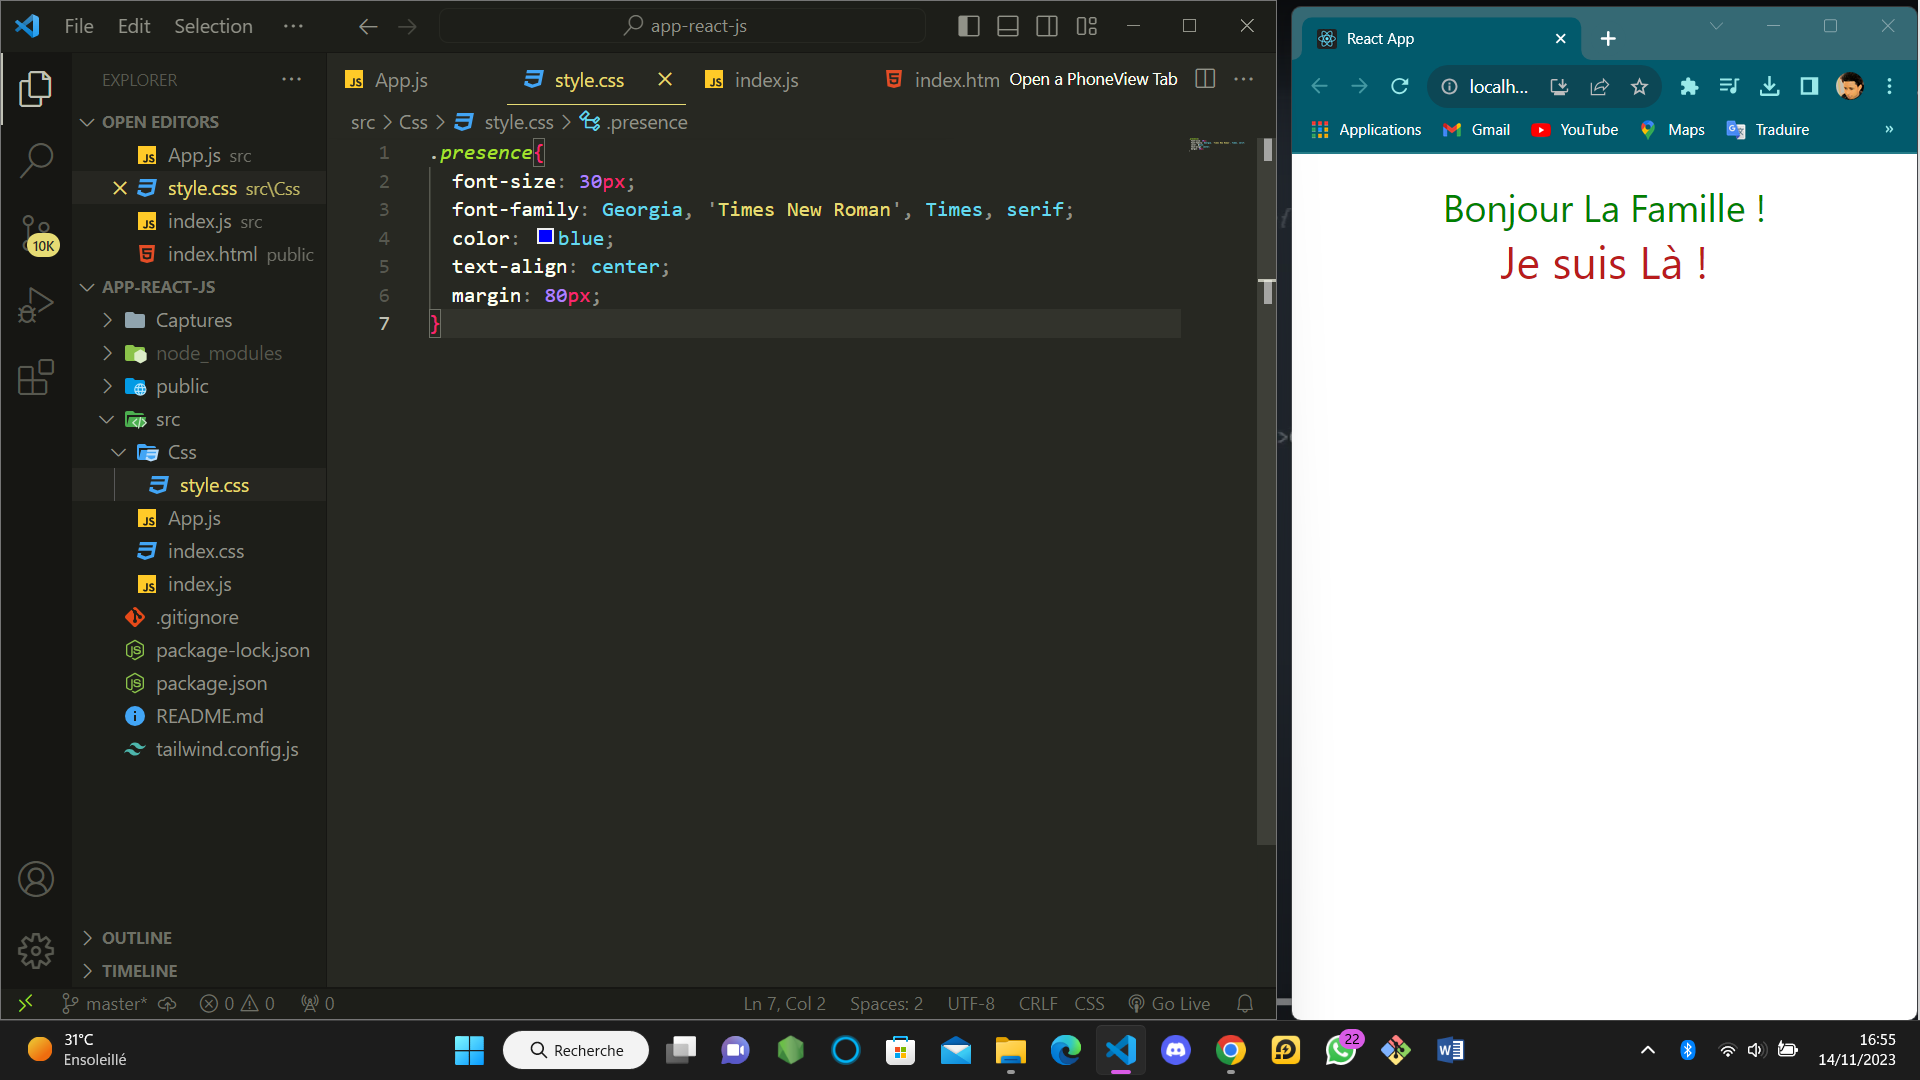 File Edit Selection ···
app-react-js
EXPLORER ···
OPEN EDITORS
App.js src
style.css src\Css
index.js src
index.html public
APP-REACT-JS
Captures
node_modules
public
src
Css
style.css
App.js
index.css
index.js
.gitignore
package-lock.json
package.json
README.md
tailwind.config.js
OUTLINE
TIMELINE
10K
App.js style.css index.js index.htm Open a PhoneView Tab
src > Css > style.css > .presence
1 .presence{
2 font-size: 30px;
3 font-family: Georgia, 'Times New Roman', Times, serif;
4 color: blue;
5 text-align: center;
6 margin: 80px;
7 }
master* 0 0 0 Ln 7, Col 2 Spaces: 2 UTF-8 CRLF CSS Go Live
React App
localh...
Applications Gmail YouTube Maps Traduire »
Bonjour La Famille !
Je suis Là !
31°C
Ensoleillé
Recherche
22
16:55
14/11/2023